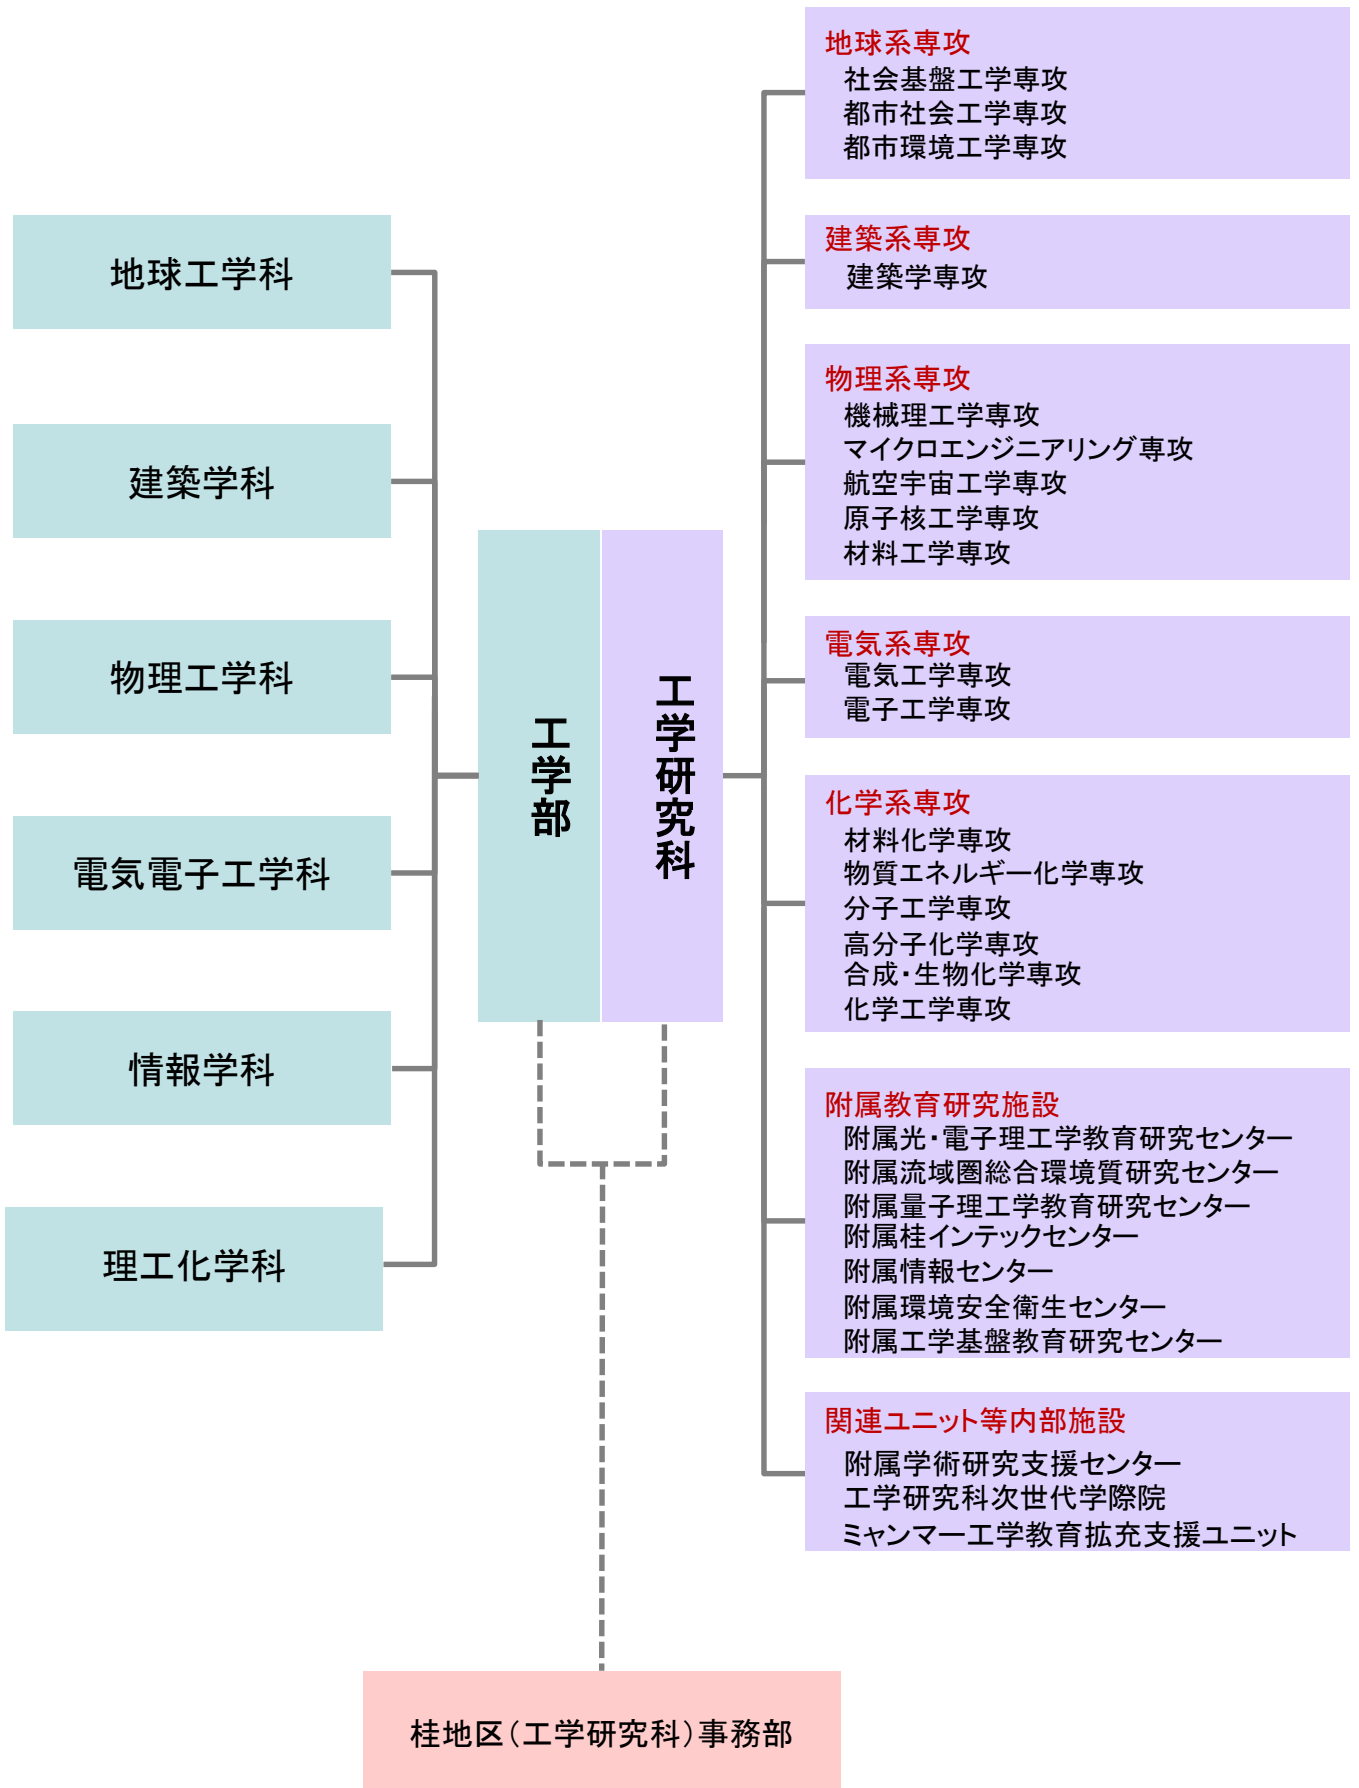 地球工学科
建築学科
物理工学科
電気電子工学科
情報学科
理工化学科
工学部
工学研究科
地球系専攻
社会基盤工学専攻
都市社会工学専攻
都市環境工学専攻
建築系専攻
建築学専攻
物理系専攻
機械理工学専攻
マイクロエンジニアリング専攻
航空宇宙工学専攻
原子核工学専攻
材料工学専攻
電気系専攻
電気工学専攻
電子工学専攻
化学系専攻
材料化学専攻
物質エネルギー化学専攻
分子工学専攻
高分子化学専攻
合成・生物化学専攻
化学工学専攻
附属教育研究施設
附属光・電子理工学教育研究センター
附属流域圏総合環境質研究センター
附属量子理工学教育研究センター
附属桂インテックセンター
附属情報センター
附属環境安全衛生センター
附属工学基盤教育研究センター
関連ユニット等内部施設
附属学術研究支援センター
工学研究科次世代学際院
ミャンマー工学教育拡充支援ユニット
桂地区（工学研究科）事務部